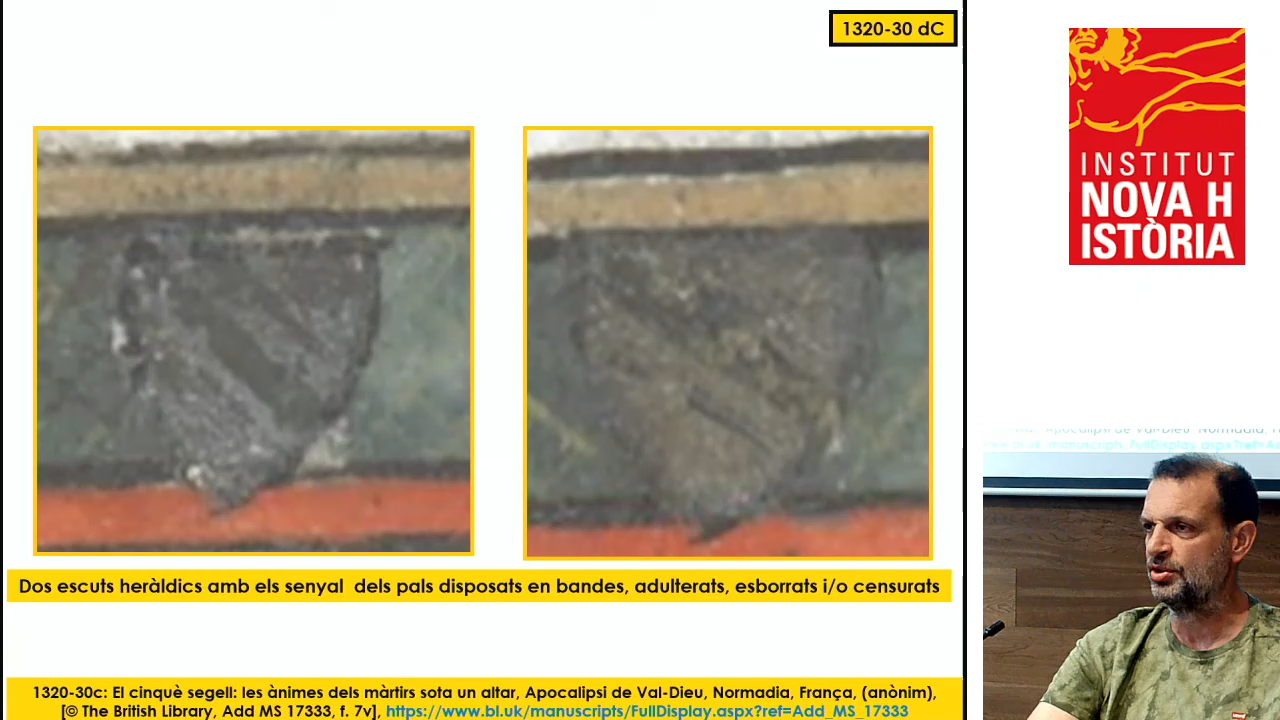 1320-30 dC
INSTITUT
NOVA H
ISTÒRIA
Dos escuts heràldics amb els senyal dels pals disposats en bandes, adulterats, esborrats i/o censurats
1320-30c: El cinquè segell: les ànimes dels màrtirs sota un altar, Apocalipsi de Val-Dieu, Normadia, França, (anònim),
[© The British Library, Add MS 17333, f. 7v], https://www.bl.uk/manuscripts/FullDisplay.aspx?ref=Add_MS_17333